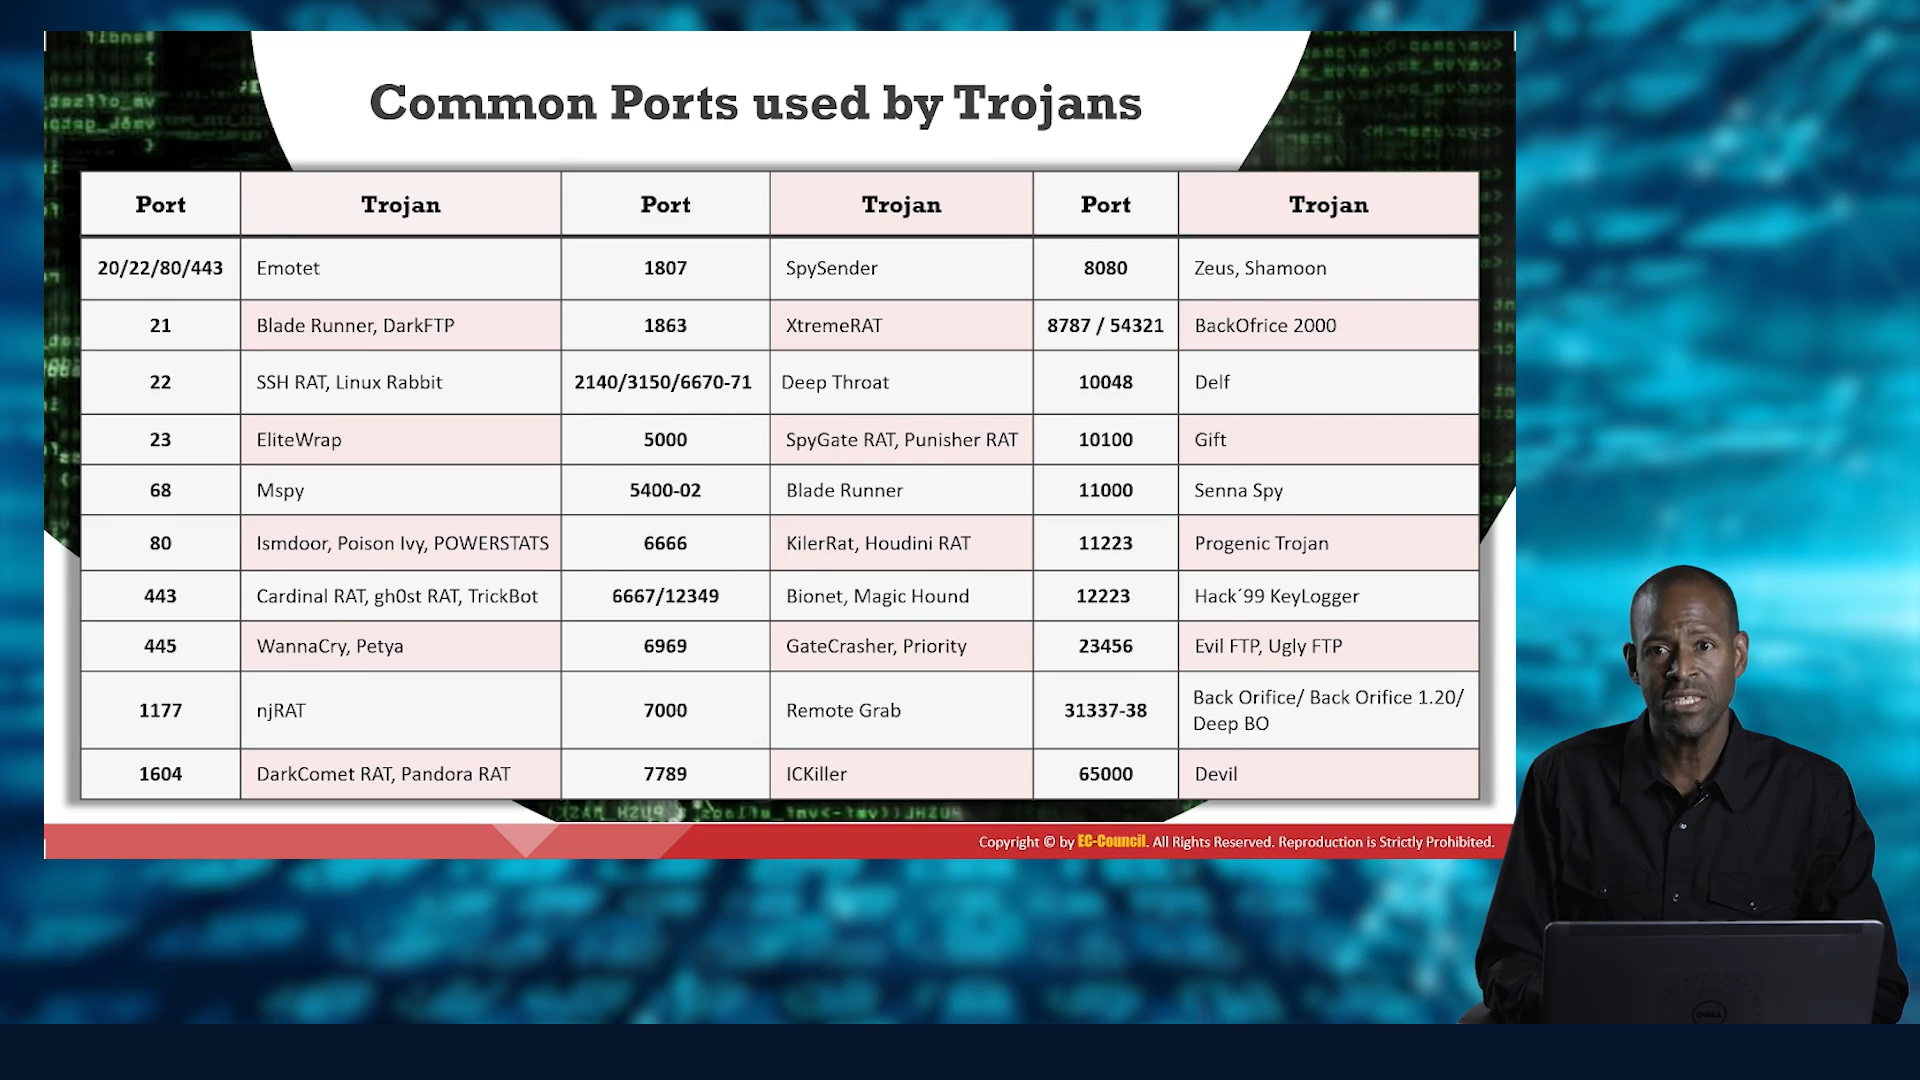 Common Ports used by Trojans
Port Trojan Port Trojan Port Trojan
20/22/80/443 Emotet 1807 SpySender 8080 Zeus, Shamoon
21 Blade Runner, DarkFTP 1863 XtremeRAT 8787 / 54321 BackOfrice 2000
22 SSH RAT, Linux Rabbit 2140/3150/6670-71 Deep Throat 10048 Delf
23 EliteWrap 5000 SpyGate RAT, Punisher RAT 10100 Gift
68 Mspy 5400-02 Blade Runner 11000 Senna Spy
80 Ismdoor, Poison Ivy, POWERSTATS 6666 KilerRat, Houdini RAT 11223 Progenic Trojan
443 Cardinal RAT, gh0st RAT, TrickBot 6667/12349 Bionet, Magic Hound 12223 Hack´99 KeyLogger
445 WannaCry, Petya 6969 GateCrasher, Priority 23456 Evil FTP, Ugly FTP
1177 njRAT 7000 Remote Grab 31337-38 Back Orifice/ Back Orifice 1.20/
Deep BO
1604 DarkComet RAT, Pandora RAT 7789 ICKiller 65000 Devil
Copyright © by EC-Council. All Rights Reserved. Reproduction is Strictly Prohibited.
DELL